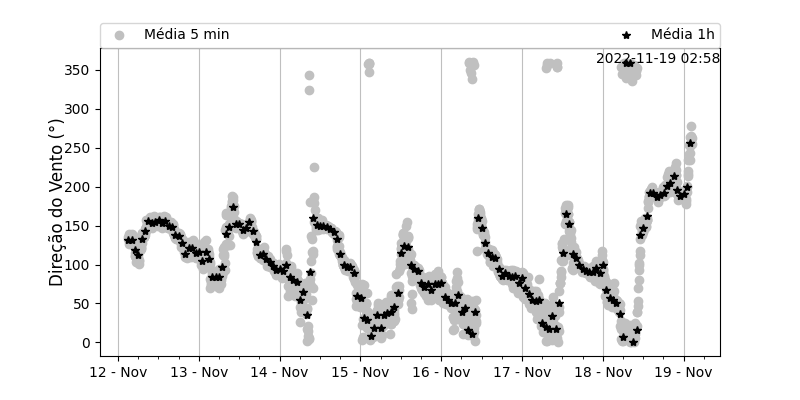 Média 5 min
Média 1h
2022-11-19 02:58
Direção do Vento (°)
350
300
250
200
150
100
50
0
12 - Nov
13 - Nov
14 - Nov
15 - Nov
16 - Nov
17 - Nov
18 - Nov
19 - Nov